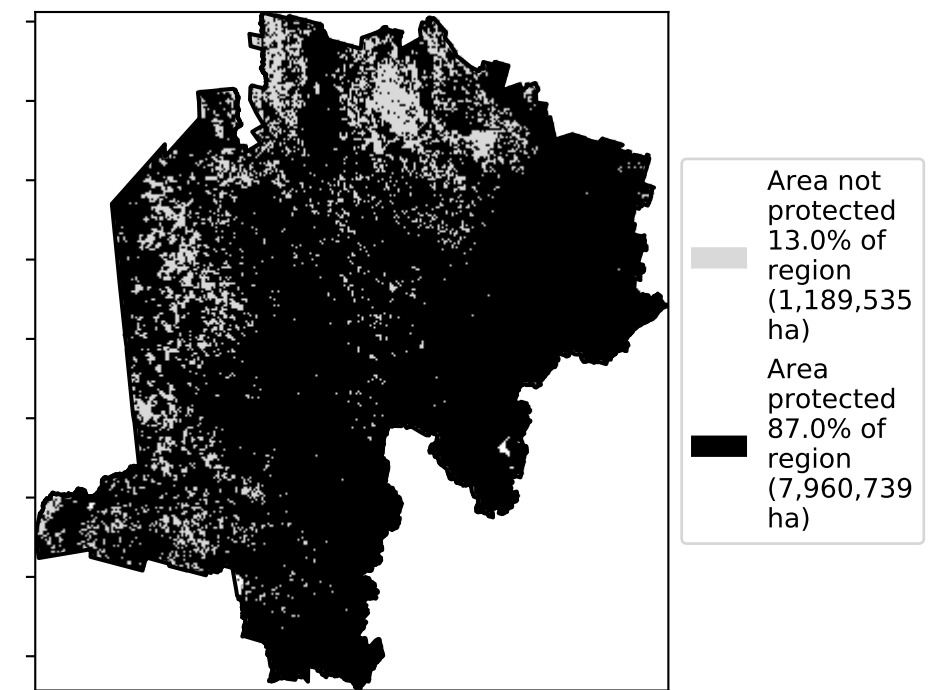 Area not
protected
13.0% of
region
(1,189,535
ha)
Area
protected
87.0% of
region
(7,960,739
ha)